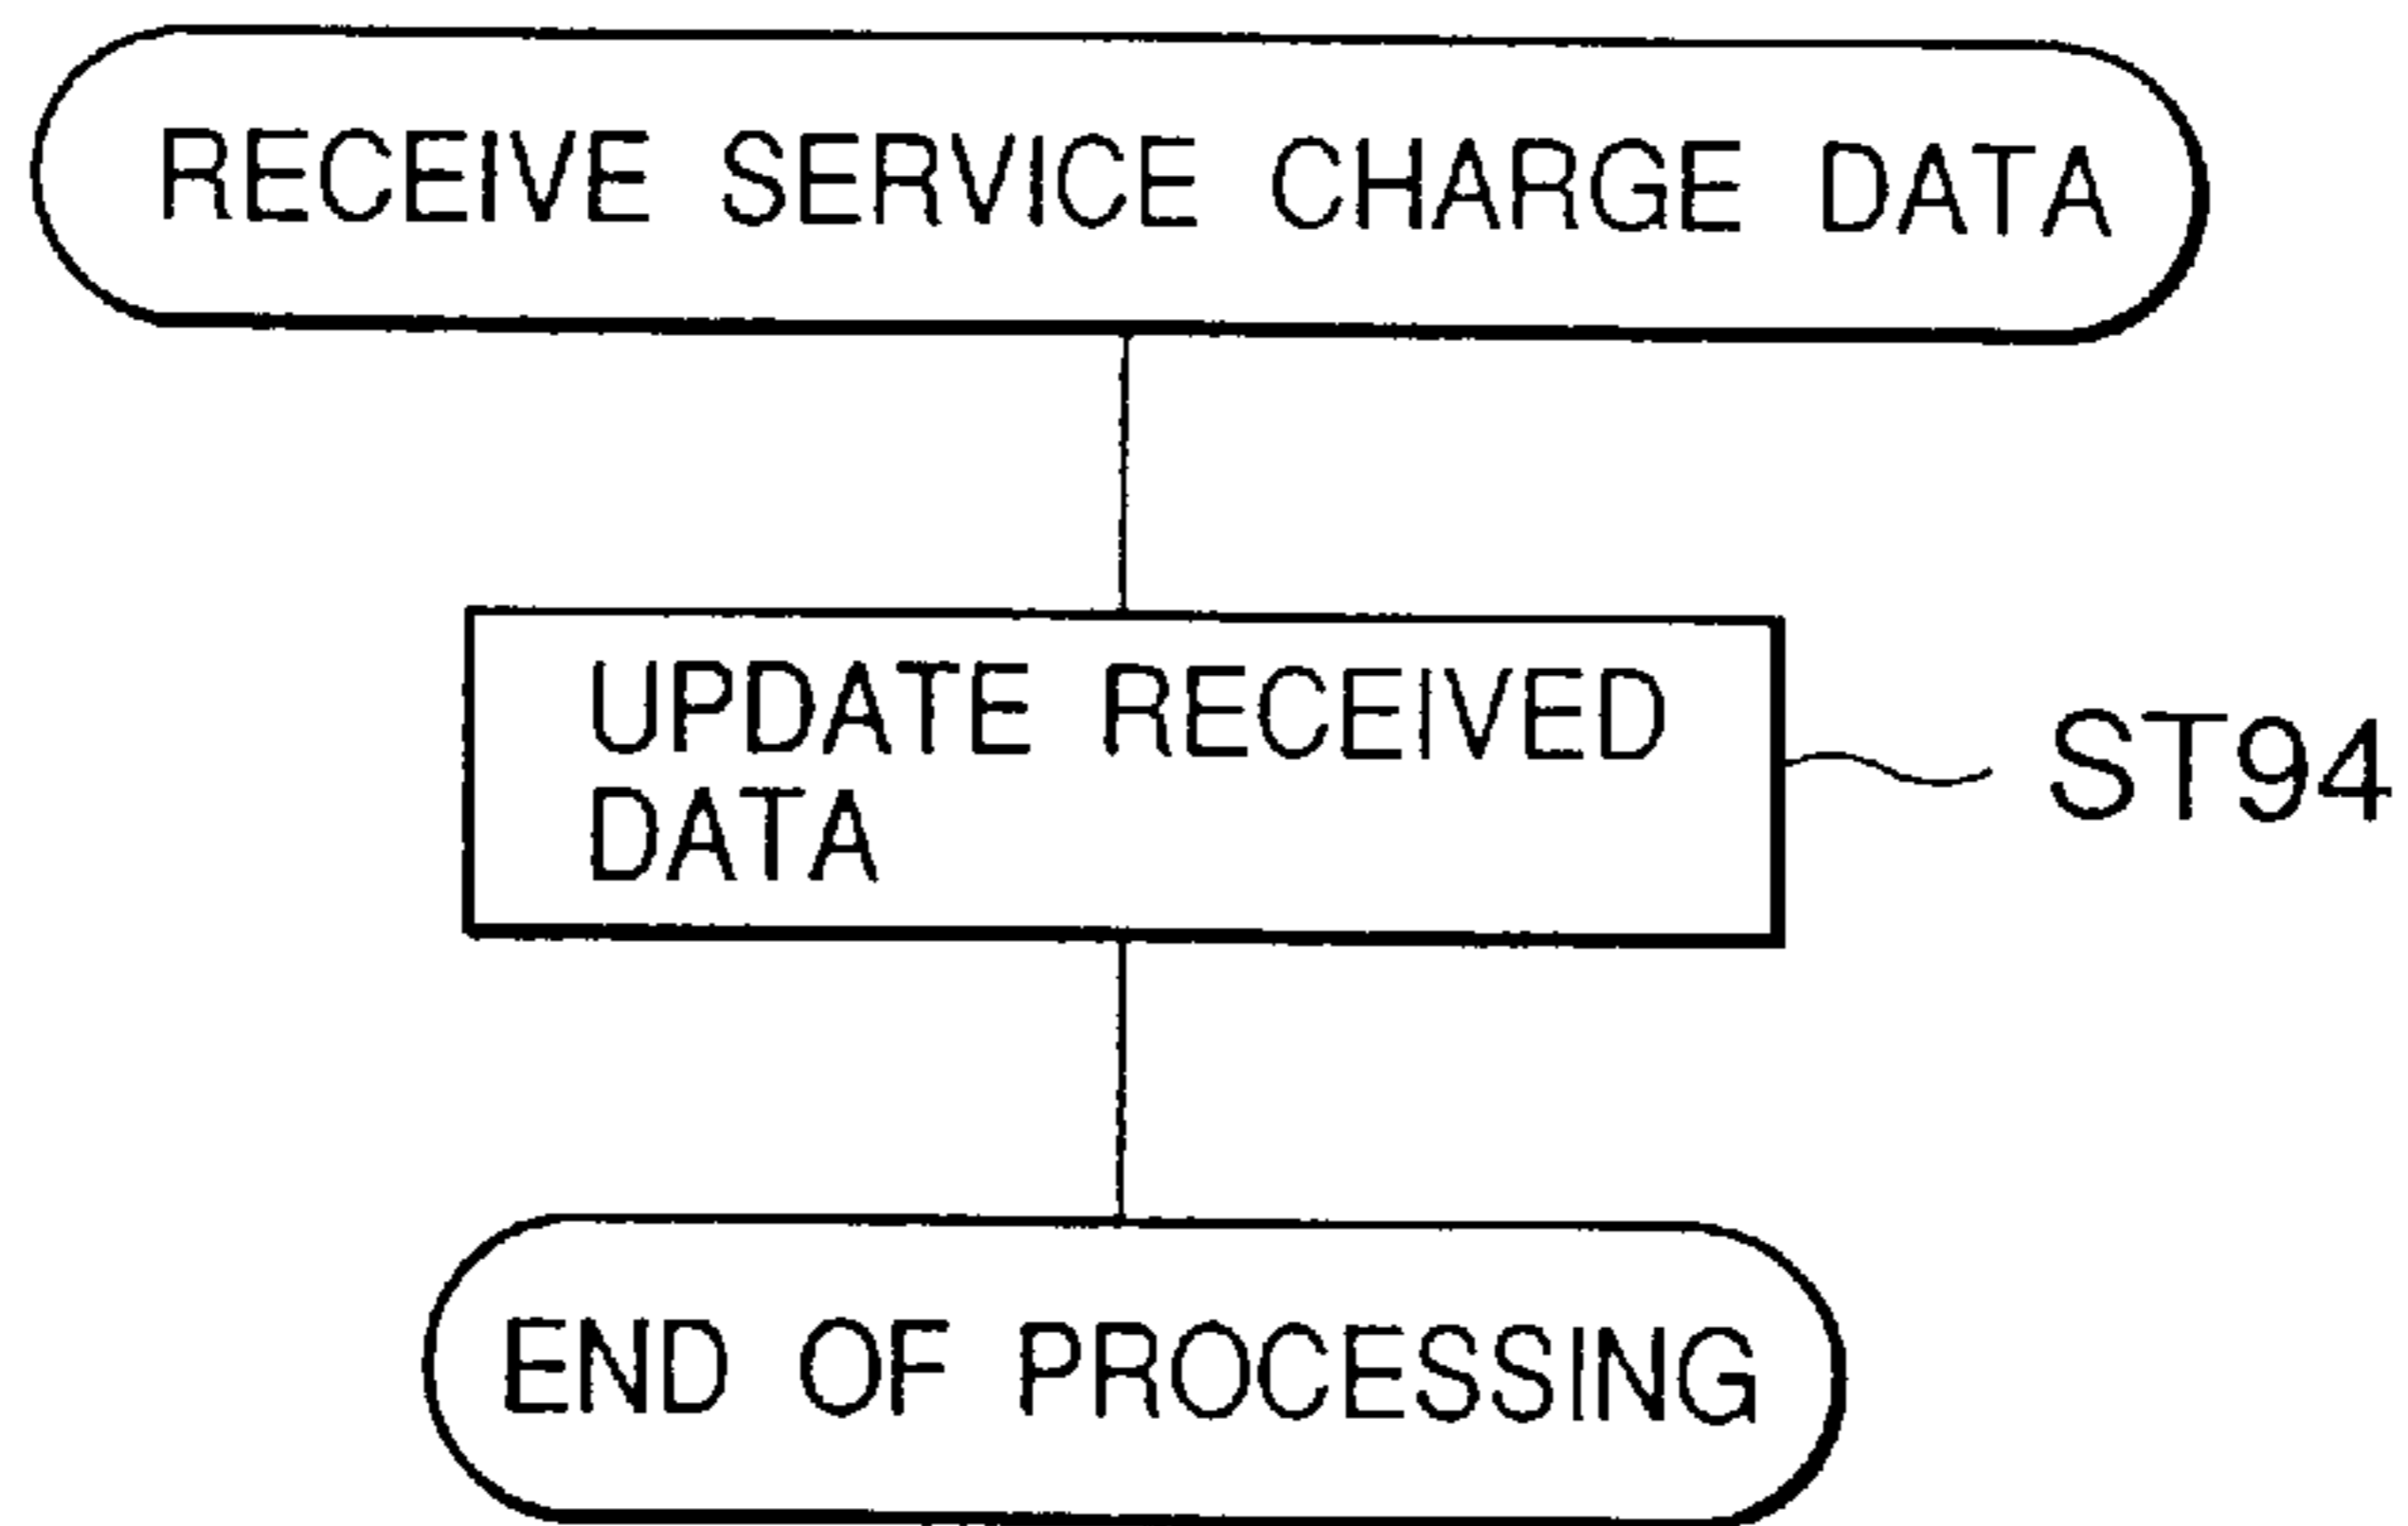 RECEIVE SERVICE CHARGE DATA
UPDATE RECEIVED
DATA
ST94
END OF PROCESSING